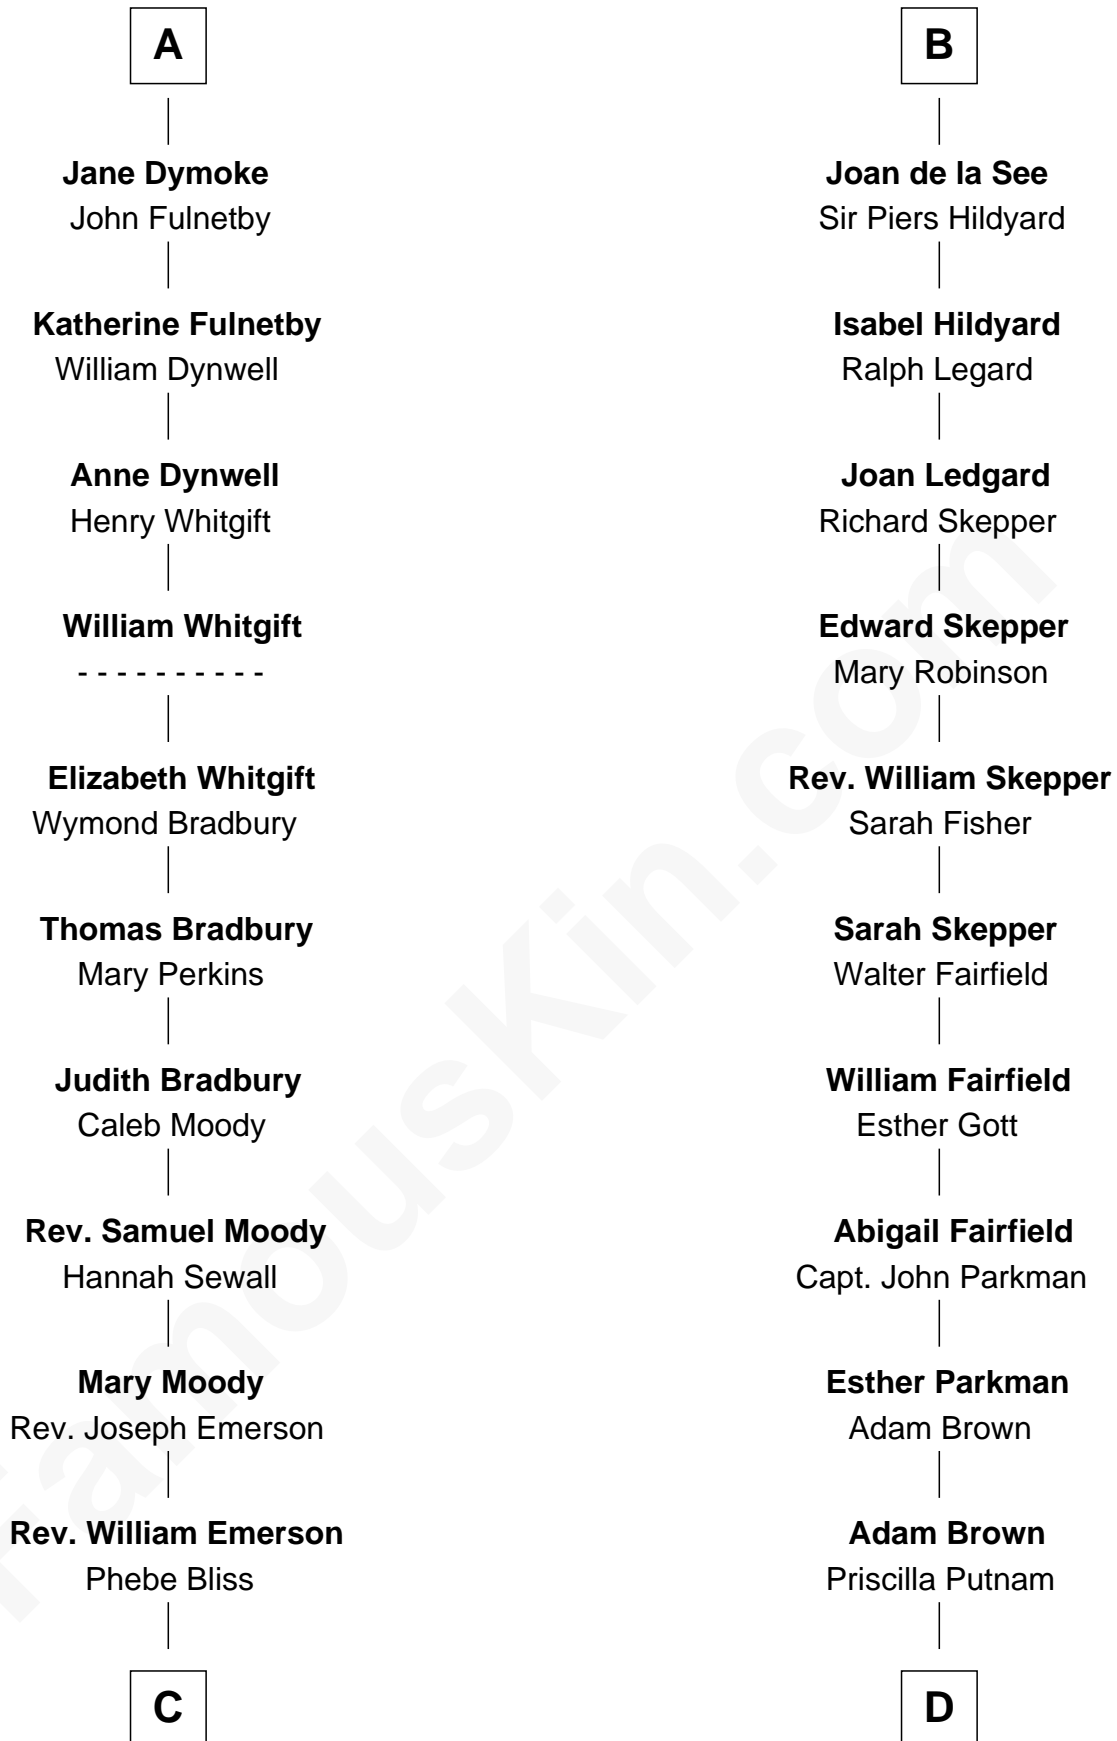 A
Jane Dymoke
John Fulnetby
Katherine Fulnetby
William Dynwell
Anne Dynwell
Henry Whitgift
William Whitgift
- - - - - - - - - -
Elizabeth Whitgift
Wymond Bradbury
Thomas Bradbury
Mary Perkins
Judith Bradbury
Caleb Moody
Rev. Samuel Moody
Hannah Sewall
Mary Moody
Rev. Joseph Emerson
Rev. William Emerson
Phebe Bliss
C
B
Joan de la See
Sir Piers Hildyard
Isabel Hildyard
Ralph Legard
Joan Ledgard
Richard Skepper
Edward Skepper
Mary Robinson
Rev. William Skepper
Sarah Fisher
Sarah Skepper
Walter Fairfield
William Fairfield
Esther Gott
Abigail Fairfield
Capt. John Parkman
Esther Parkman
Adam Brown
Adam Brown
Priscilla Putnam
D
FamousKin.com